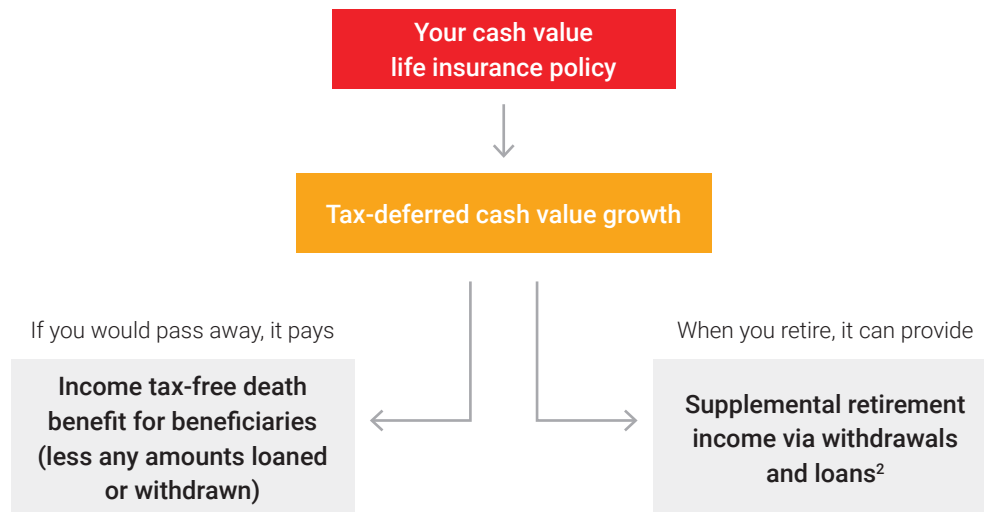 Your cash value
life insurance policy
Tax-deferred cash value growth
If you would pass away, it pays
Income tax-free death
benefit for beneficiaries
(less any amounts loaned
or withdrawn)
When you retire, it can provide
Supplemental retirement
income via withdrawals
and loans²